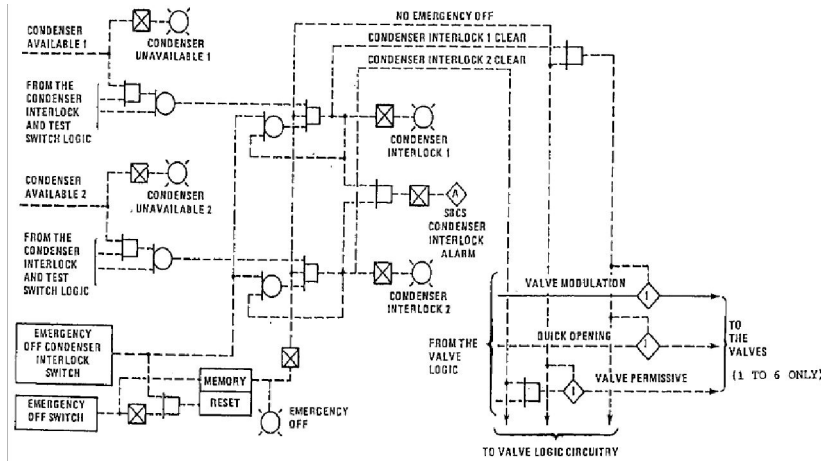 NO EMERGENCY OFF
CONDENSER INTERLOCK 1 CLEAR
CONDENSER INTERLOCK 2 CLEAR
CONDENSER
AVAILABLE 1
CONDENSER
UNAVAILABLE 1
FROM THE
CONDENSER
INTERLOCK
AND TEST
SWITCH LOGIC
CONDENSER
INTERLOCK 1
CONDENSER
AVAILABLE 2
CONDENSER
UNAVAILABLE 2
A
SBCS
CONDENSER
INTERLOCK
ALARM
FROM THE
CONDENSER
INTERLOCK
AND TEST
SWITCH LOGIC
CONDENSER
INTERLOCK 2
EMERGENCY
OFF CONDENSER
INTERLOCK
SWITCH
EMERGENCY
OFF SWITCH
MEMORY
RESET
EMERGENCY
OFF
FROM THE
VALVE
LOGIC
VALVE MODULATION
I
QUICK OPENING
I
VALVE PERMISSIVE
I
TO
THE
VALVES
(1 TO 6 ONLY)
TO VALVE LOGIC CIRCUITRY